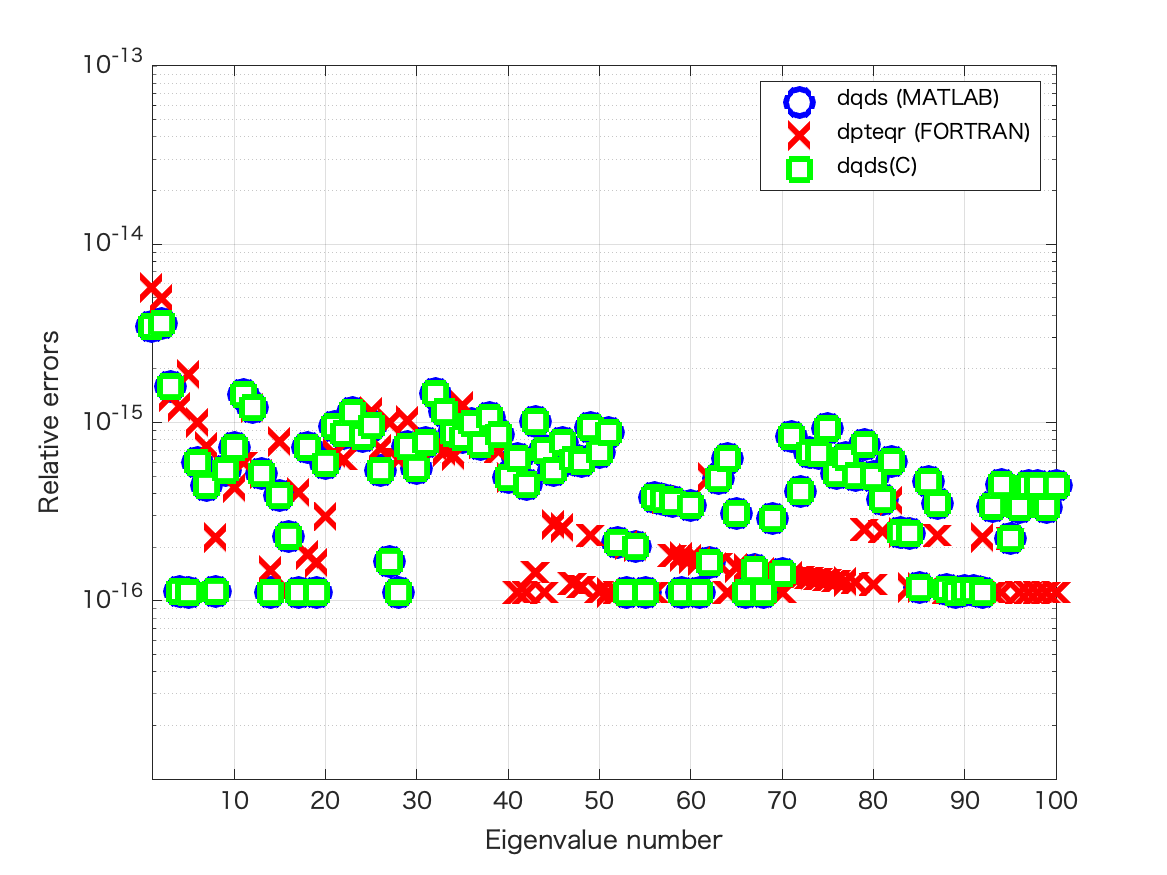 10^-13
dqds (MATLAB)
dpteqr (FORTRAN)
dqds(C)
10^-14
Relative errors
10^-15
10^-16
10 20 30 40 50 60 70 80 90 100
Eigenvalue number